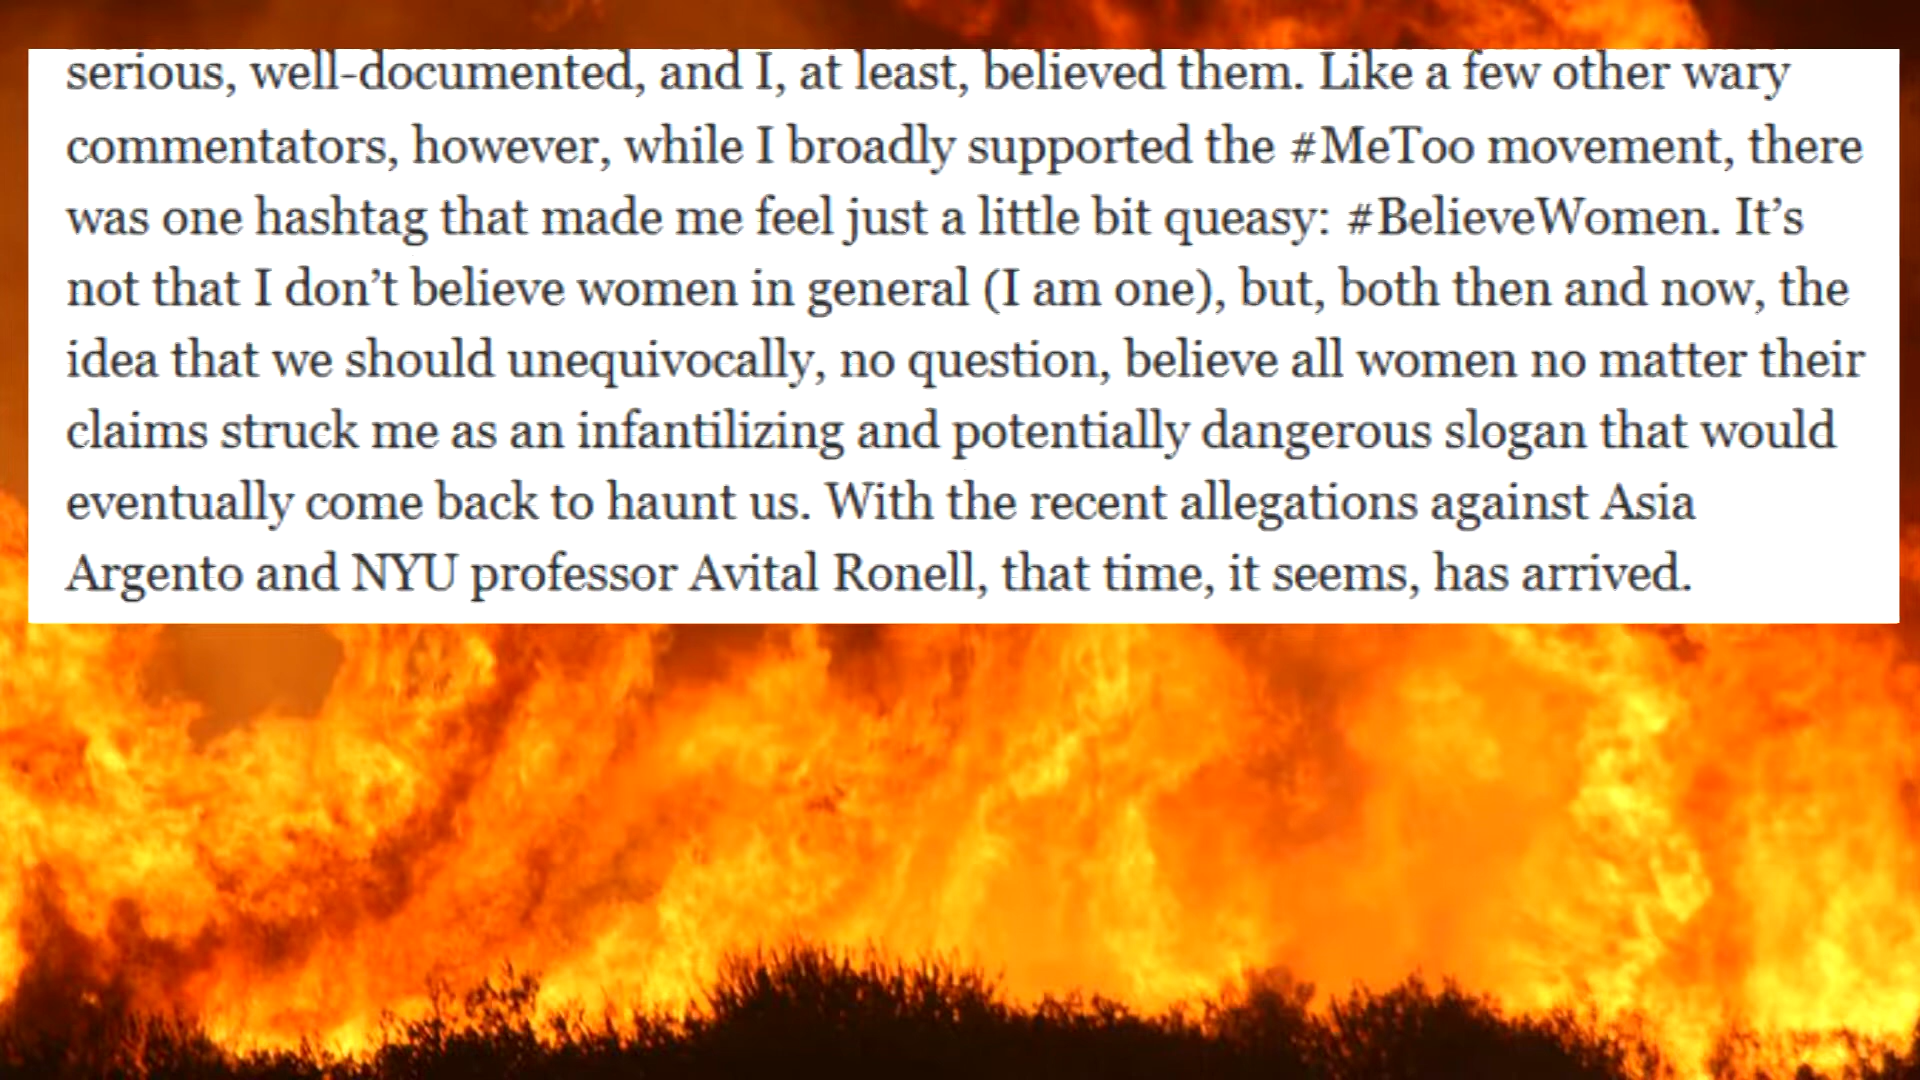 serious, well-documented, and I, at least, believed them. Like a few other wary
commentators, however, while I broadly supported the #MeToo movement, there
was one hashtag that made me feel just a little bit queasy: #BelieveWomen. It’s
not that I don’t believe women in general (I am one), but, both then and now, the
idea that we should unequivocally, no question, believe all women no matter their
claims struck me as an infantilizing and potentially dangerous slogan that would
eventually come back to haunt us. With the recent allegations against Asia
Argento and NYU professor Avital Ronell, that time, it seems, has arrived.